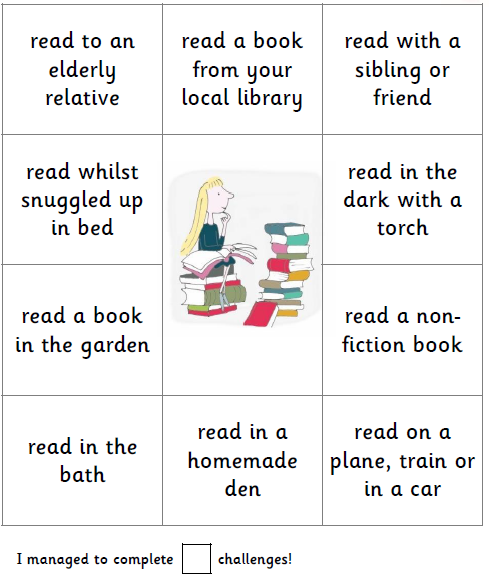 read to an
elderly
relative
read a book
from your
local library
read with a
sibling or
friend
read whilst
snuggled up
in bed
read in the
dark with a
torch
read a book
in the garden
read a non-
fiction book
read in the
bath
read in a
homemade
den
read on a
plane, train or
in a car
I managed to complete challenges!